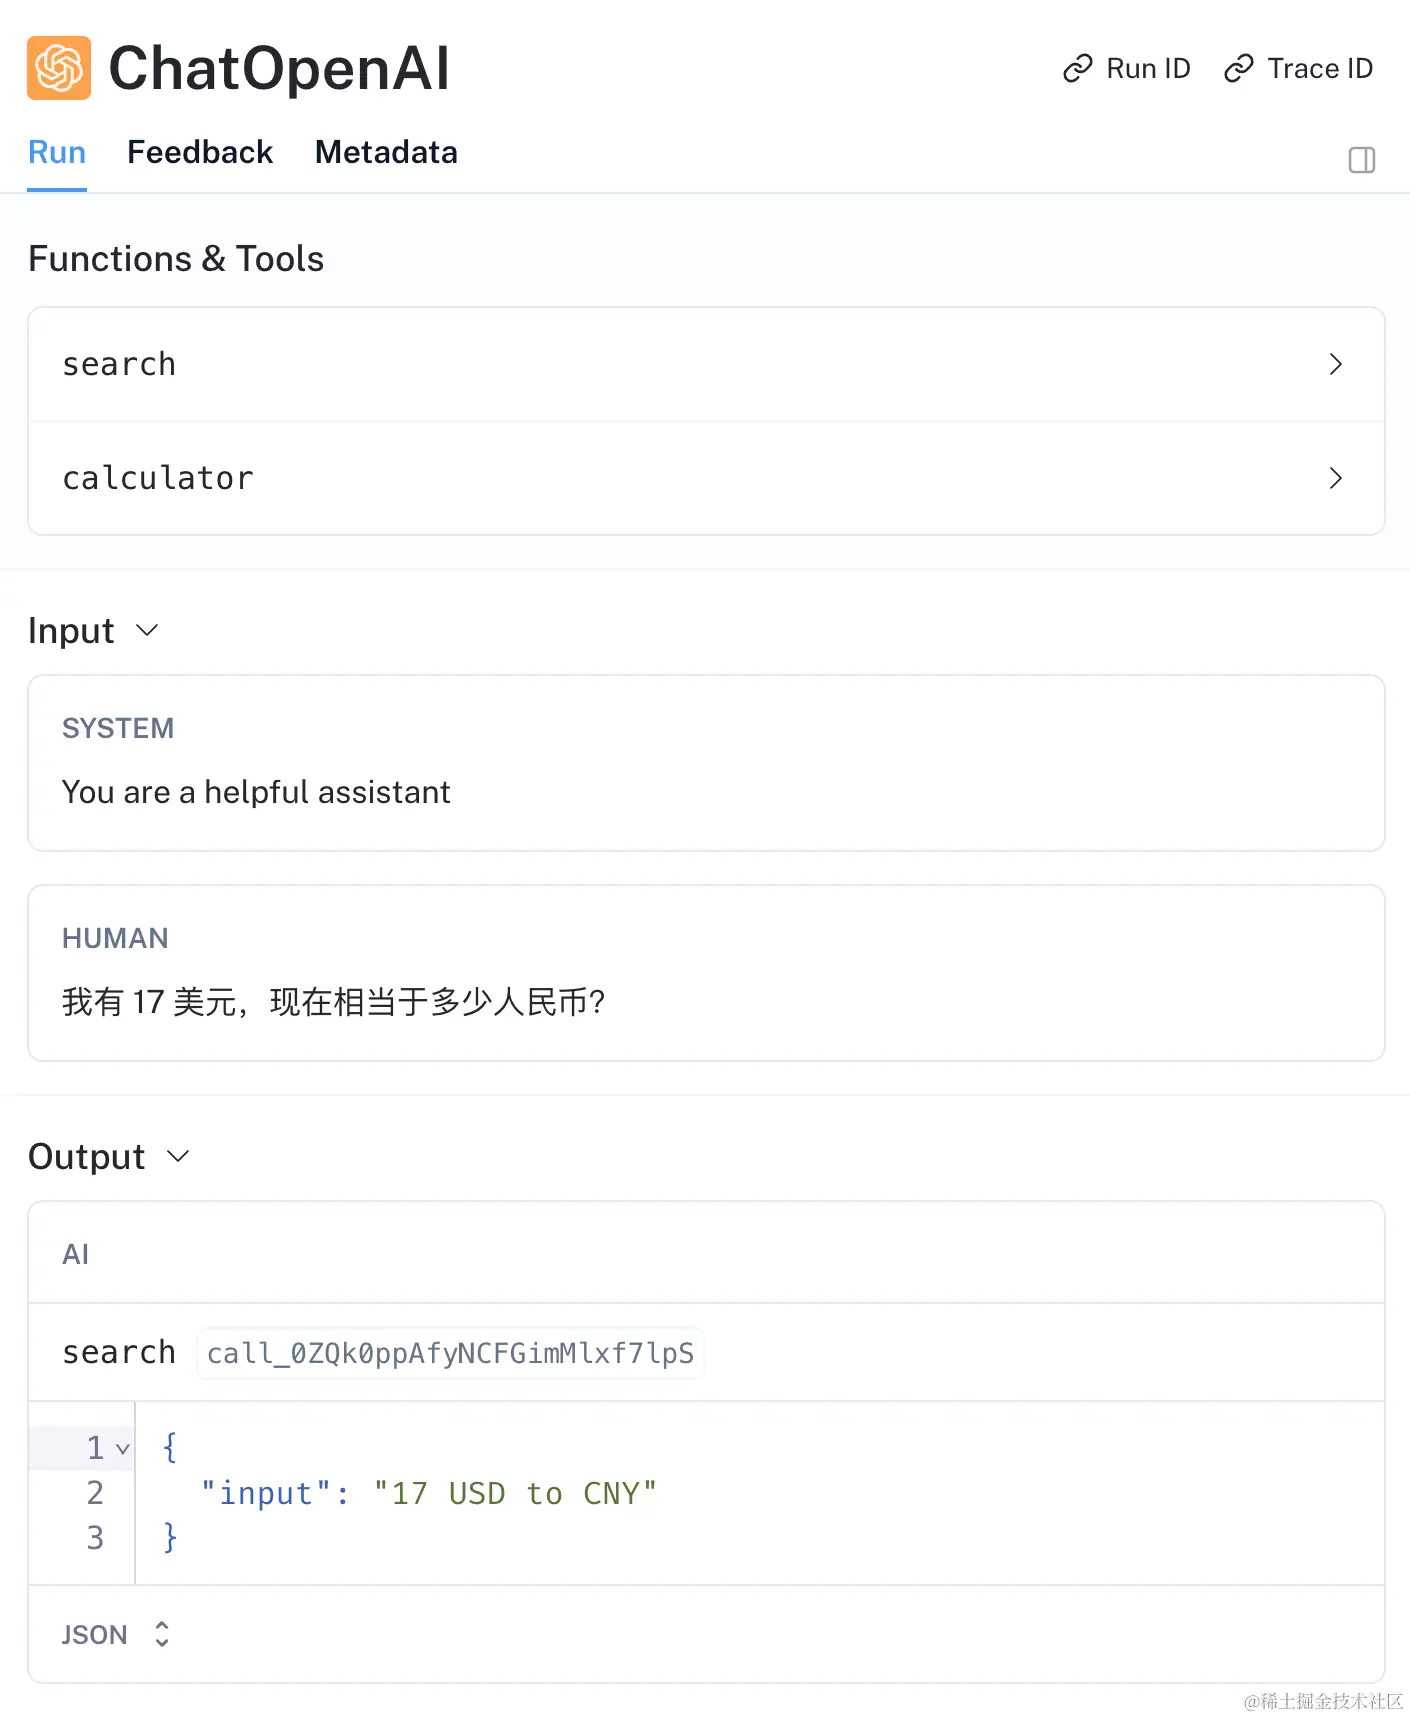 ChatOpenAI
Run ID
Trace ID
Run
Feedback
Metadata
Functions & Tools
search
calculator
Input
SYSTEM
You are a helpful assistant
HUMAN
我有 17 美元，现在相当于多少人民币？
Output
AI
search call_0ZQk0ppAfyNCFGimMlxf7lpS
1 {
2 "input": "17 USD to CNY"
3 }
JSON
@稀土掘金技术社区